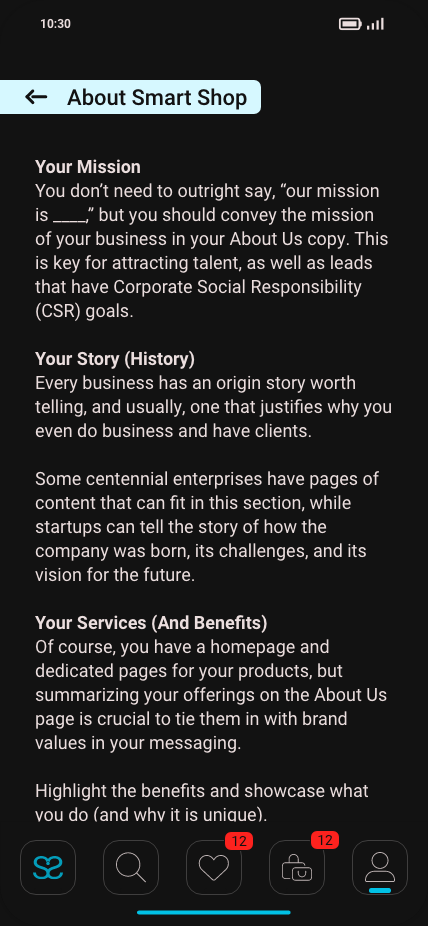 10:30
About Smart Shop
Your Mission
You don’t need to outright say, “our mission
is ____,” but you should convey the mission
of your business in your About Us copy. This
is key for attracting talent, as well as leads
that have Corporate Social Responsibility
(CSR) goals.
Your Story (History)
Every business has an origin story worth
telling, and usually, one that justifies why you
even do business and have clients.
Some centennial enterprises have pages of
content that can fit in this section, while
startups can tell the story of how the
company was born, its challenges, and its
vision for the future.
Your Services (And Benefits)
Of course, you have a homepage and
dedicated pages for your products, but
summarizing your offerings on the About Us
page is crucial to tie them in with brand
values in your messaging.
Highlight the benefits and showcase what
you do (and why it is unique).
12
12